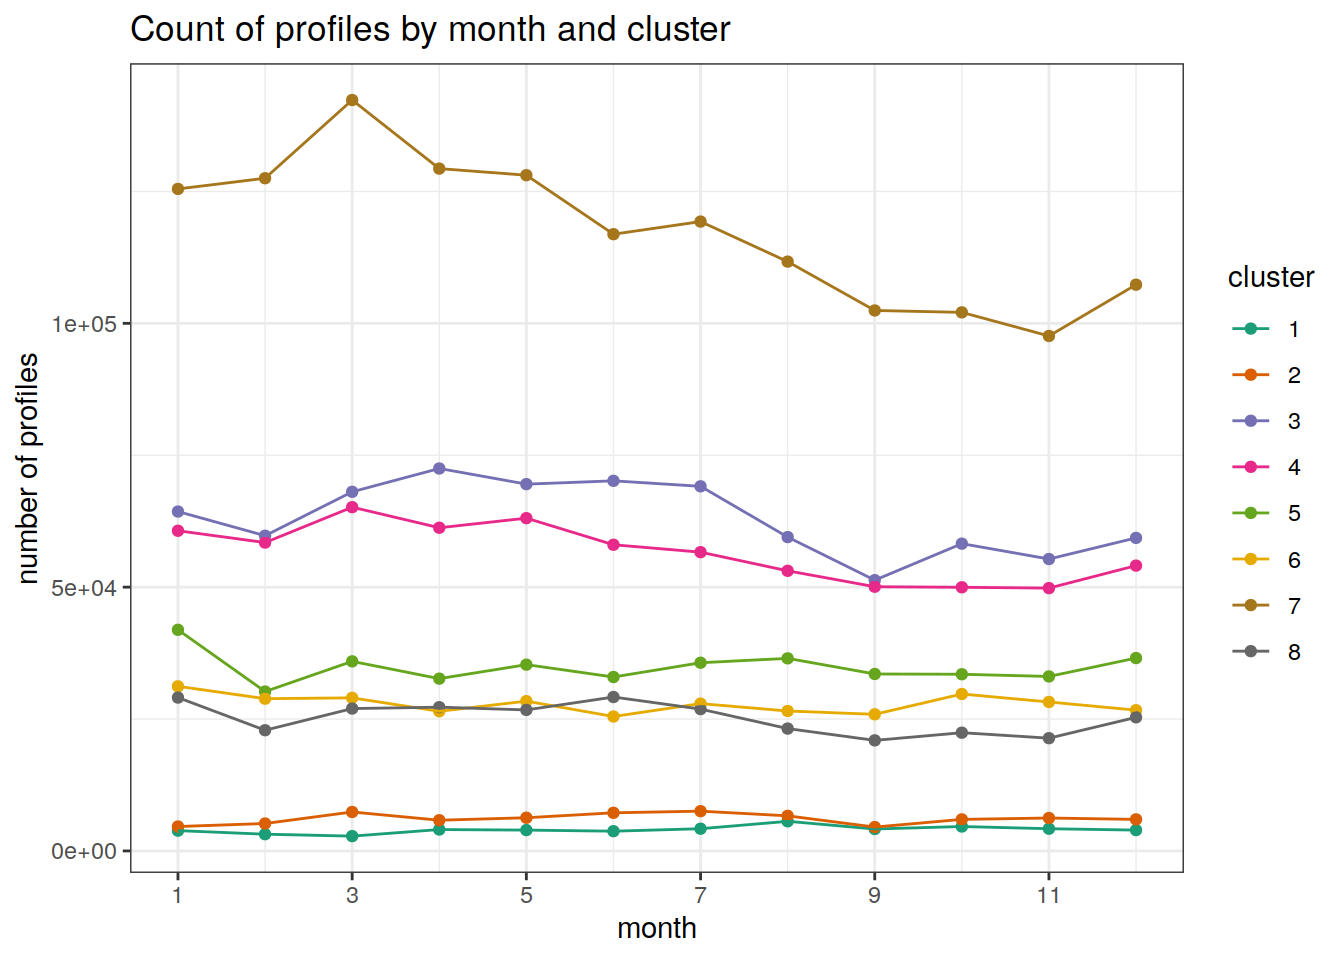 Count of profiles by month and cluster
number of profiles
1e+05
5e+04
0e+00
1 3 5 7 9 11
month
cluster
1
2
3
4
5
6
7
8